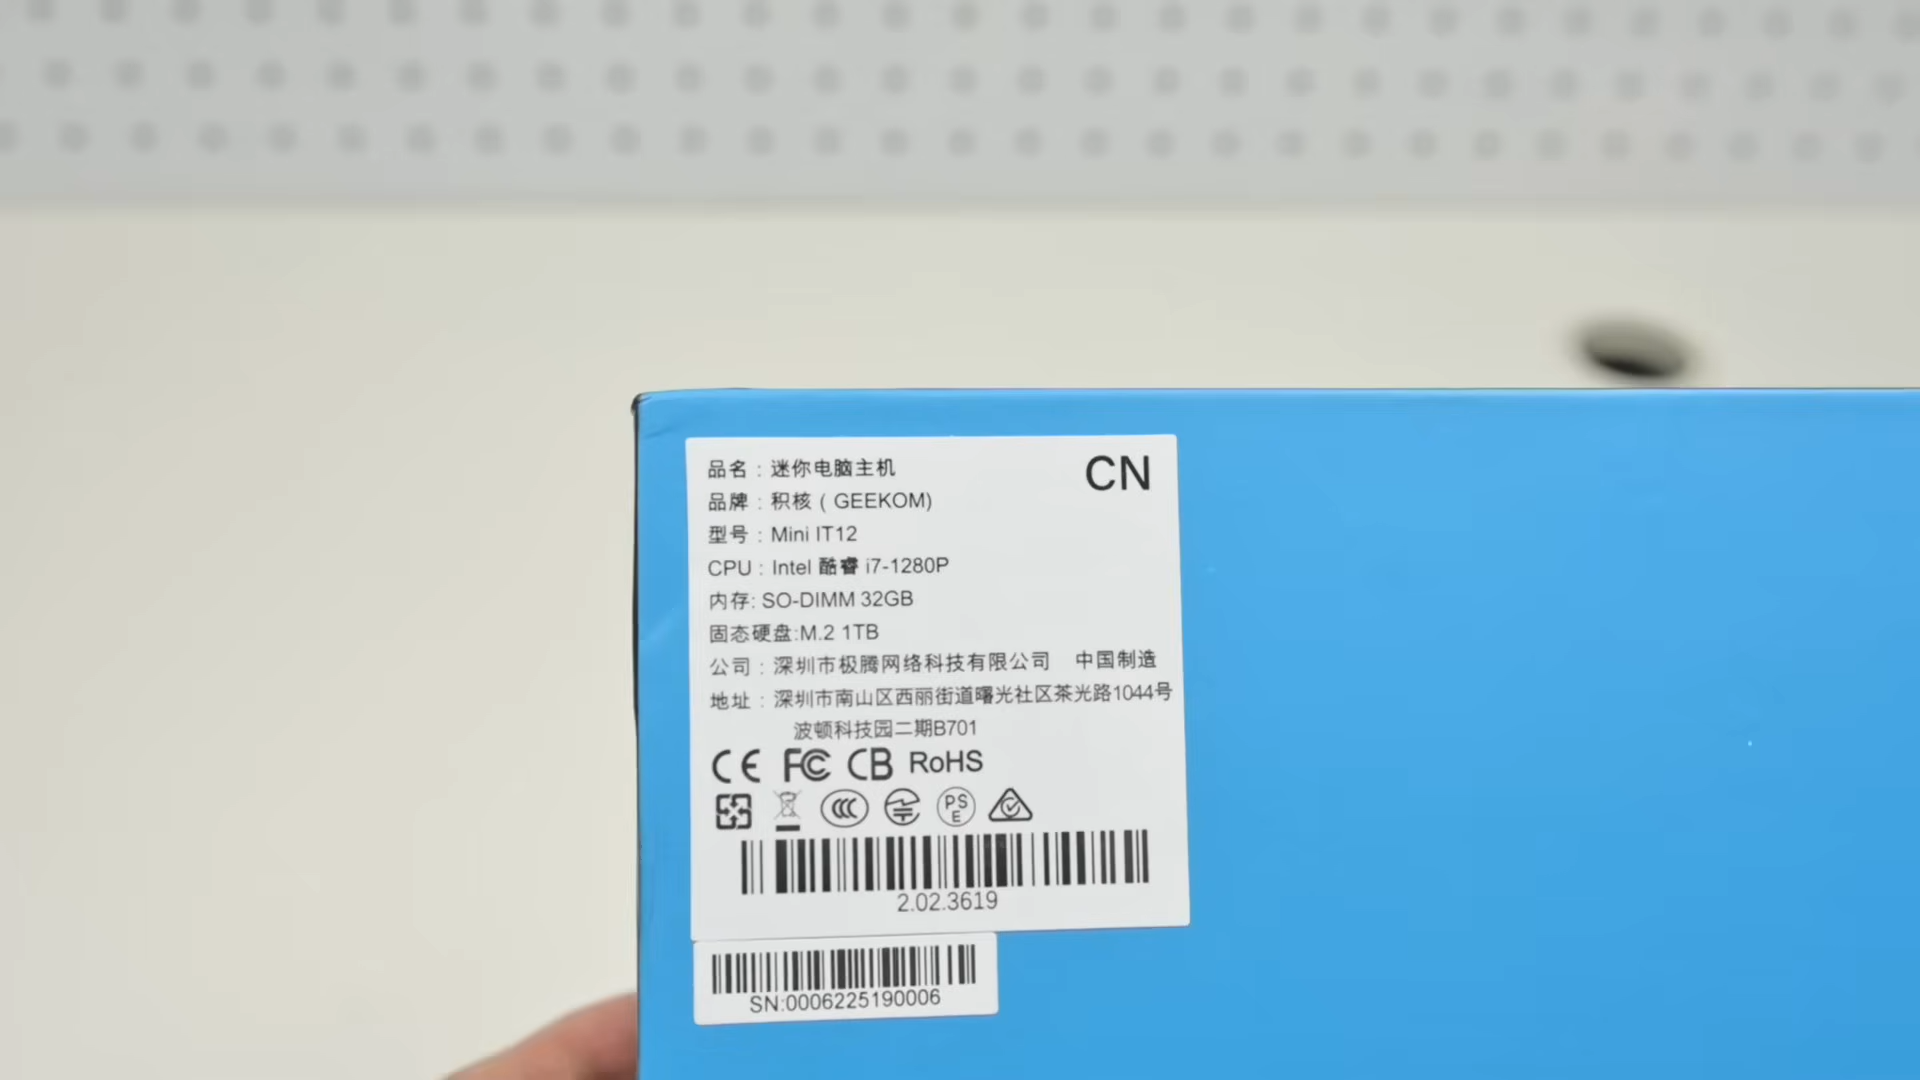 CN
品名：迷你电脑主机
品牌：积核（GEEKOM)
型号：Mini IT12
CPU：Intel 酷睿 i7-1280P
内存: SO-DIMM 32GB
固态硬盘:M.2 1TB
公司：深圳市极腾网络科技有限公司 中国制造
地址：深圳市南山区西丽街道曙光社区茶光路1044号
波顿科技园二期B701
CE FC CB RoHS
CCC PSE
2.02.3619
SN:0006225190006